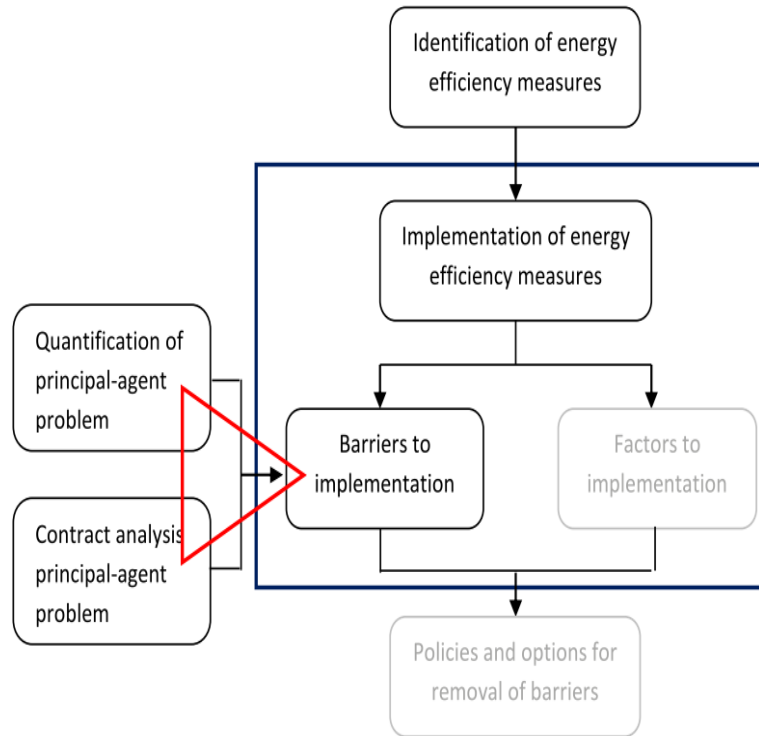 Identification of energy
efficiency measures
Implementation of energy
efficiency measures
Quantification of
principal-agent
problem
Barriers to
implementation
Factors to
implementation
Contract analysis
principal-agent
problem
Policies and options for
removal of barriers